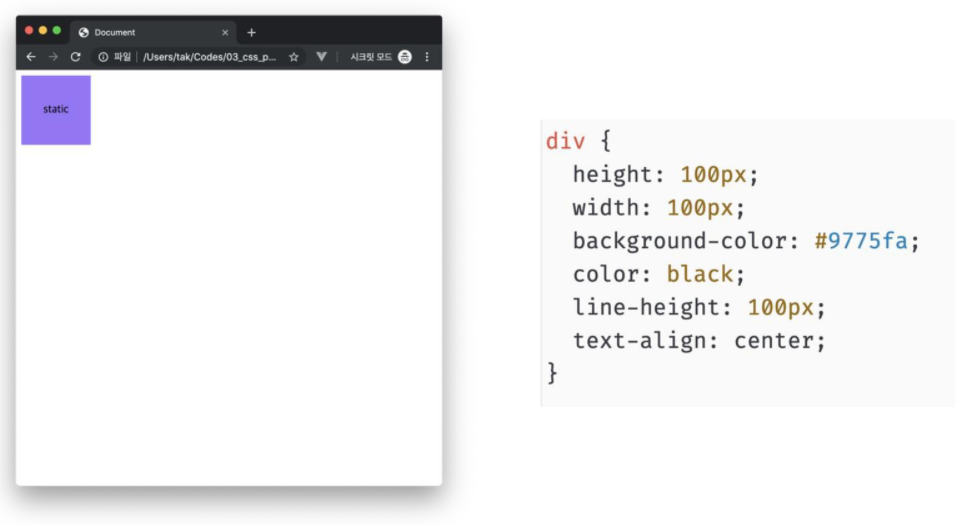 Document
파일 | /Users/tak/Codes/03_css_p... 시크릿 모드
static
div {
  height: 100px;
  width: 100px;
  background-color: #9775fa;
  color: black;
  line-height: 100px;
  text-align: center;
}